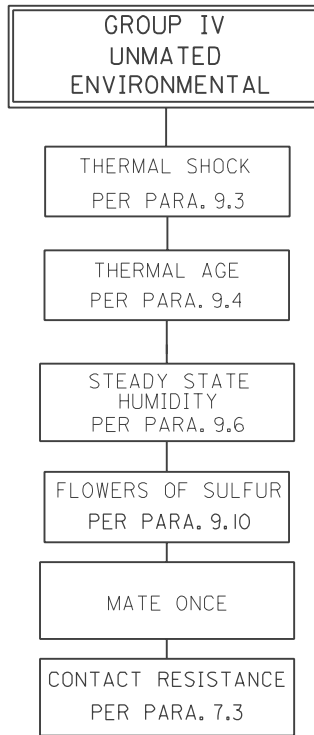 GROUP IV
UNMATED
ENVIRONMENTAL
THERMAL SHOCK
PER PARA. 9.3
THERMAL AGE
PER PARA. 9.4
STEADY STATE
HUMIDITY
PER PARA. 9.6
FLOWERS OF SULFUR
PER PARA. 9.10
MATE ONCE
CONTACT RESISTANCE
PER PARA. 7.3